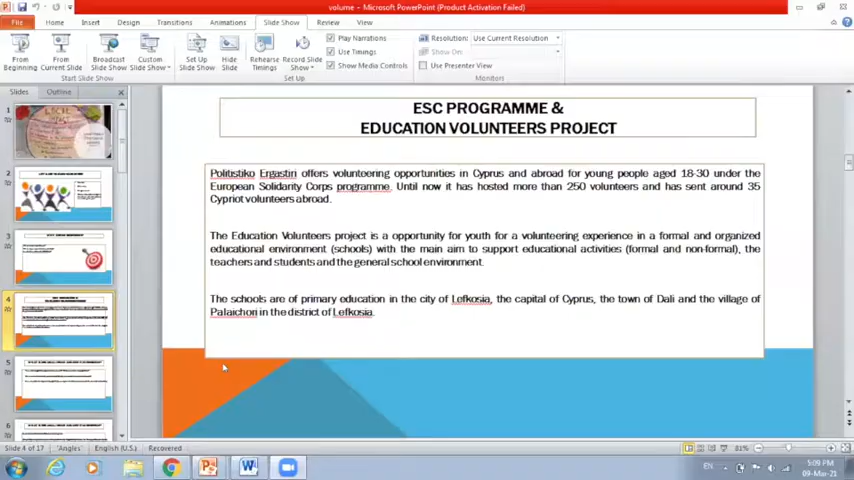 volume - Microsoft PowerPoint (Product Activation Failed)
File Home Insert Design Transitions Animations Slide Show Review View
From Beginning
From Current Slide
Broadcast Slide Show
Custom Slide Show
Set Up Slide Show
Hide Slide
Rehearse Timings
Record Slide Show
Play Narrations
Use Timings
Show Media Controls
Resolution: Use Current Resolution
Show On:
Use Presenter View
Start Slide Show
Set Up
Monitors
Slides Outline
1
2
3
4
5
6
ESC PROGRAMME &
EDUCATION VOLUNTEERS PROJECT
Politistiko Ergastiri offers volunteering opportunities in Cyprus and abroad for young people aged 18-30 under the
European Solidarity Corps programme. Until now it has hosted more than 250 volunteers and has sent around 35
Cypriot volunteers abroad.
The Education Volunteers project is a opportunity for youth for a volunteering experience in a formal and organized
educational environment (schools) with the main aim to support educational activities (formal and non-formal), the
teachers and students and the general school environment.
The schools are of primary education in the city of Lefkosia, the capital of Cyprus, the town of Dali and the village of
Palaichori in the district of Lefkosia.
Slide 4 of 17 "Angles" English (U.S.) Recovered
81%
EN
5:09 PM
09-Mar-21